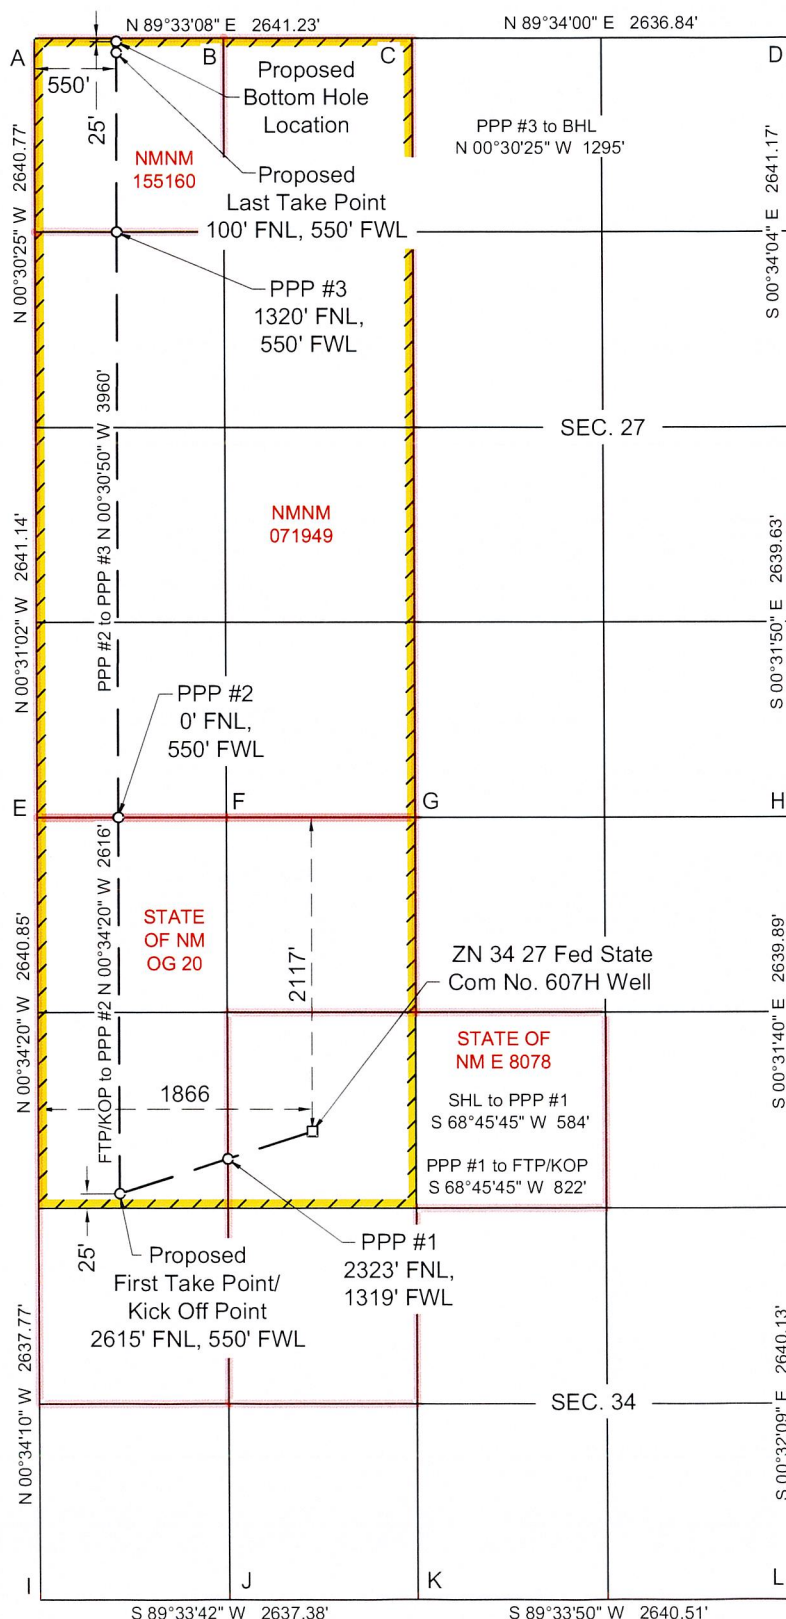 N 89°33'08" E 2641.23'
N 89°34'00" E 2636.84'
A
B
C
D
550'
25'
Proposed
Bottom Hole
Location
PPP #3 to BHL
N 00°30'25" W 1295'
NMNM
155160
Proposed
Last Take Point
100' FNL, 550' FWL
N 00°30'25" W 2640.77'
S 00°34'04" E 2641.17'
PPP #3
1320' FNL,
550' FWL
PPP #2 to PPP #3 N 00°30'50" W 3960'
SEC. 27
NMNM
071949
N 00°31'02" W 2641.14'
S 00°31'50" E 2639.63'
PPP #2
0' FNL,
550' FWL
E
F
G
H
FTP/KOP to PPP #2 N 00°34'20" W 2616'
STATE
OF NM
OG 20
2117'
ZN 34 27 Fed State
Com No. 607H Well
N 00°34'20" W 2640.85'
S 00°31'40" E 2639.89'
STATE OF
NM E 8078
1866
SHL to PPP #1
S 68°45'45" W 584'
PPP #1 to FTP/KOP
S 68°45'45" W 822'
25'
Proposed
First Take Point/
Kick Off Point
2615' FNL, 550' FWL
PPP #1
2323' FNL,
1319' FWL
N 00°34'10" W 2637.77'
S 00°32'09" E 2640.13'
SEC. 34
I
J
K
L
S 89°33'42" W 2637.38'
S 89°33'50" W 2640.51'